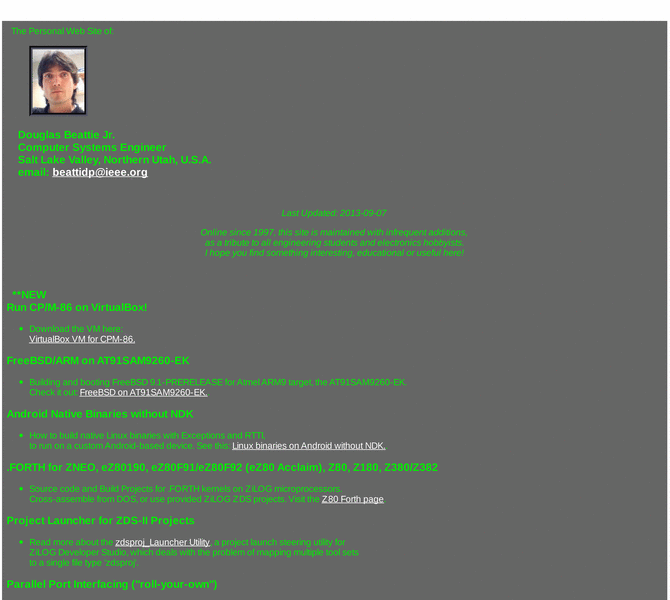 The Personal Web Site of:
Douglas Beattie Jr.
Computer Systems Engineer
Salt Lake Valley, Northern Utah, U.S.A.
email: beattidp@ieee.org
Last Updated: 2013-09-07
Online since 1997, this site is maintained with infrequent additions,
as a tribute to all engineering students and electronics hobbyists.
I hope you find something interesting, educational or useful here!
**NEW
Run CP/M-86 on VirtualBox!
Download the VM here:
VirtualBox VM for CPM-86.
FreeBSD/ARM on AT91SAM9260-EK
Building and booting FreeBSD 9.1-PRERELEASE for Atmel ARM9 target, the AT91SAM9260-EK.
Check it out: FreeBSD on AT91SAM9260-EK.
Android Native Binaries without NDK
How to build native Linux binaries with Exceptions and RTTI,
to run on a custom Android-based device. See this: Linux binaries on Android without NDK.
.FORTH for ZNEO, eZ80190, eZ80F91/eZ80F92 (eZ80 Acclaim), Z80, Z180, Z380/Z382
Source code and Build Projects for .FORTH kernels on ZiLOG microprocessors.
Cross-assemble from DOS, or use provided ZiLOG ZDS projects. Visit the Z80 Forth page.
Project Launcher for ZDS-II Projects
Read more about the zdsproj_Launcher Utility, a project launch steering utility for
ZiLOG Developer Studio, which deals with the problem of mapping multiple tool sets
to a single file type 'zdsproj'.
Parallel Port Interfacing ("roll-your-own")